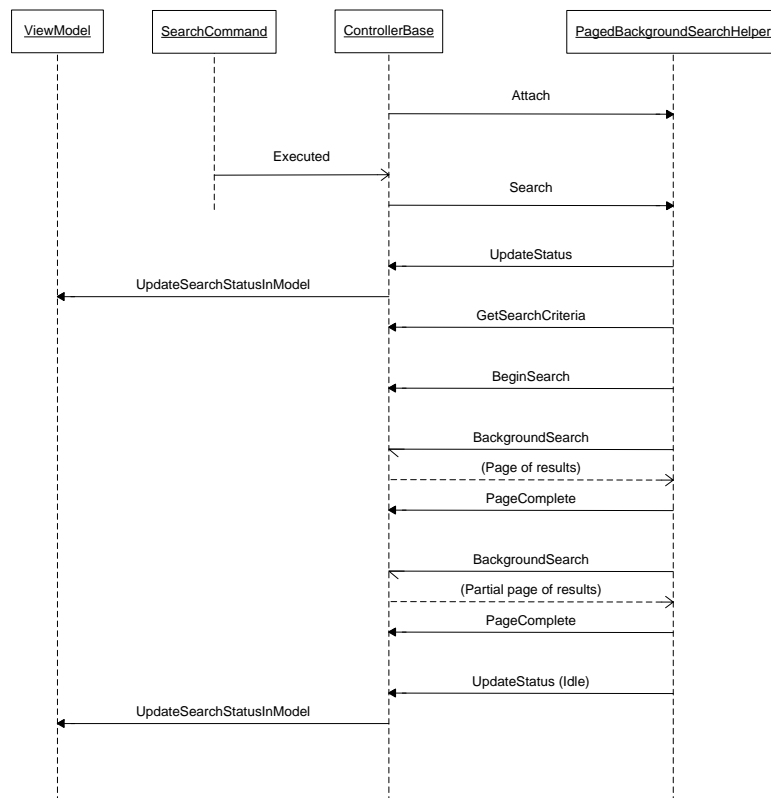 ViewModel
SearchCommand
ControllerBase
PagedBackgroundSearchHelper
Attach
Executed
Search
UpdateStatus
UpdateSearchStatusInModel
GetSearchCriteria
BeginSearch
BackgroundSearch
(Page of results)
PageComplete
BackgroundSearch
(Partial page of results)
PageComplete
UpdateStatus (Idle)
UpdateSearchStatusInModel